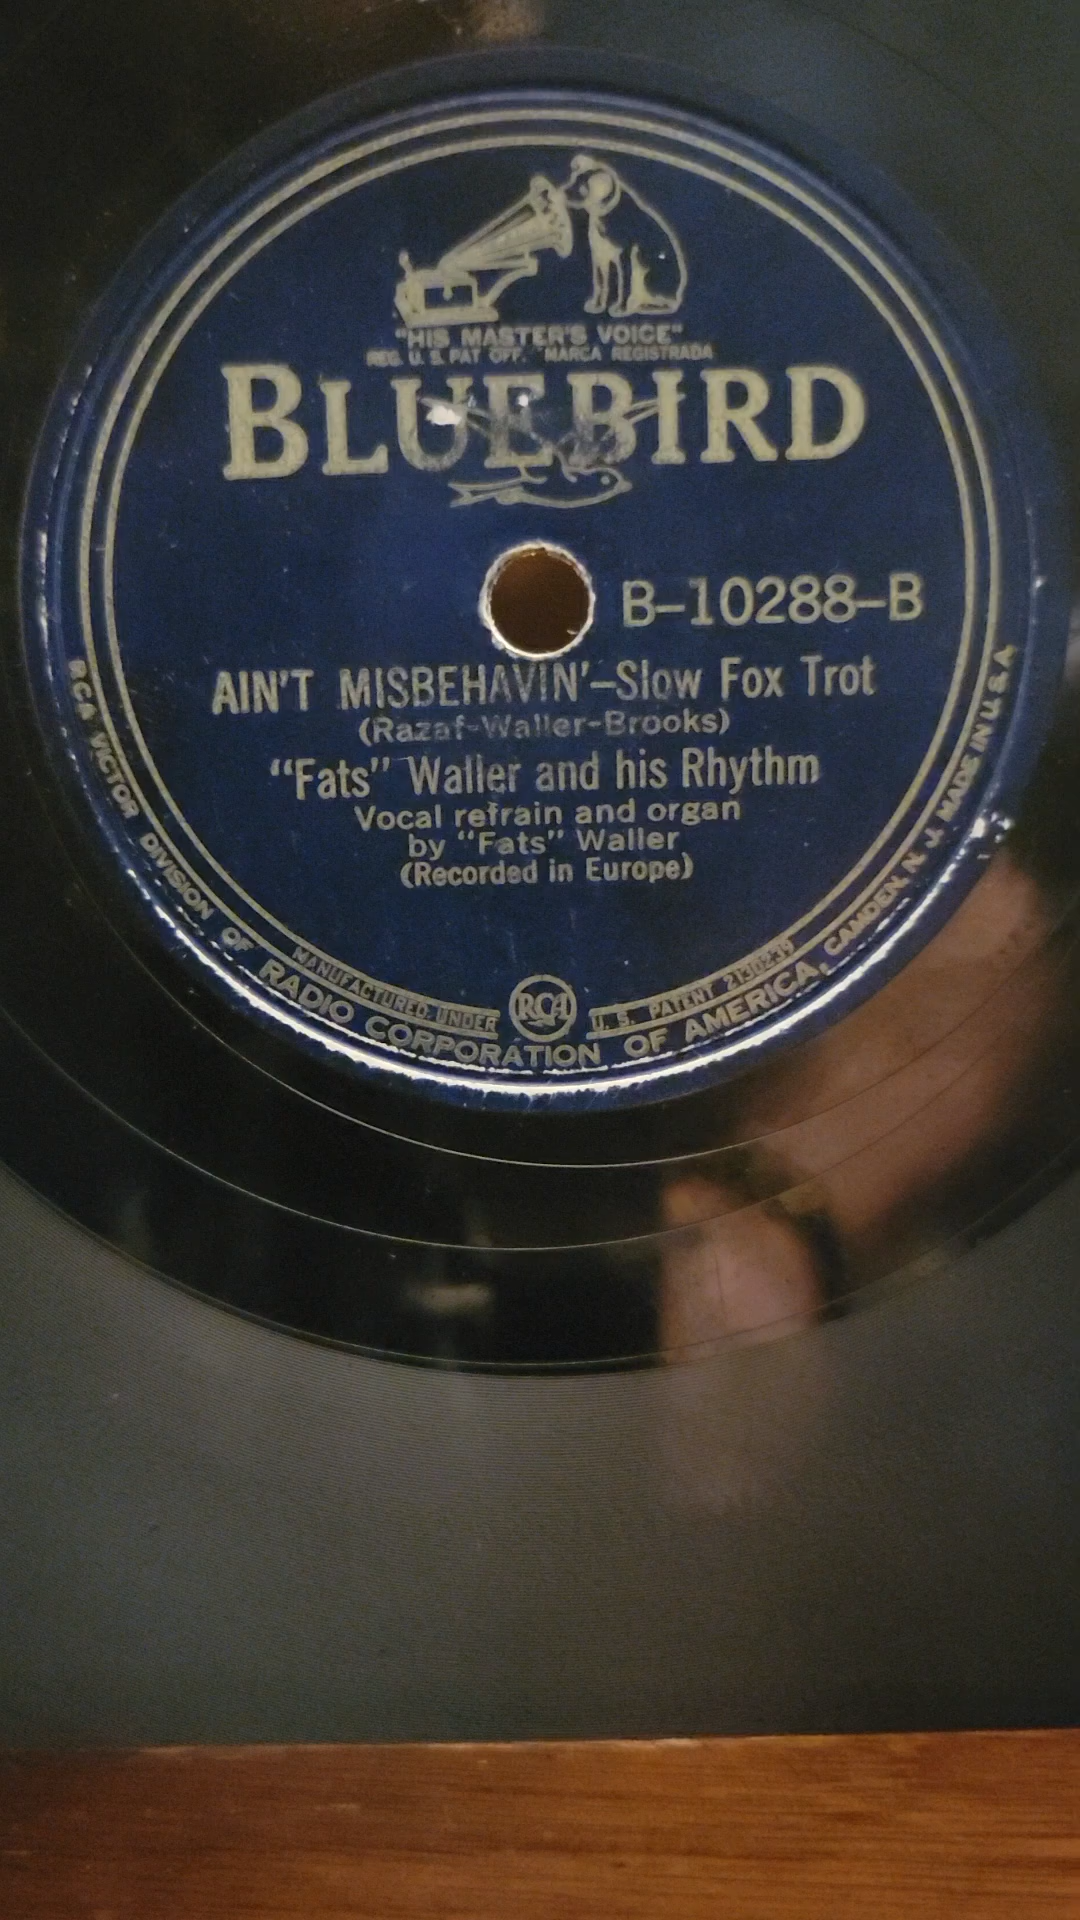 "HIS MASTER'S VOICE"
REG. U. S. PAT. OFF. MARCA REGISTRADA
BLUEBIRD
B-10288-B
AIN'T MISBEHAVIN'-Slow Fox Trot
(Razaf-Waller-Brooks)
"Fats" Waller and his Rhythm
Vocal refrain and organ
by "Fats" Waller
(Recorded in Europe)
MANUFACTURED UNDER RCA U. S. PATENT 2130239
RCA VICTOR DIVISION OF RADIO CORPORATION OF AMERICA, CAMDEN, N. J. MADE IN U.S.A.